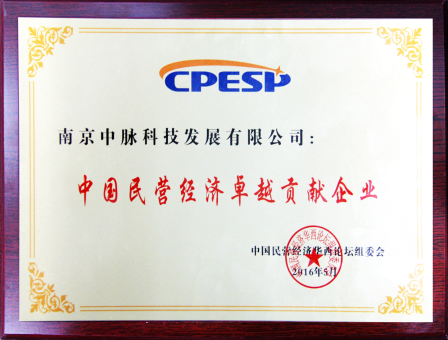 CPESP
南京中脉科技发展有限公司：
中国民营经济卓越贡献企业
中国民营经济华西论坛组委会
2016年5月